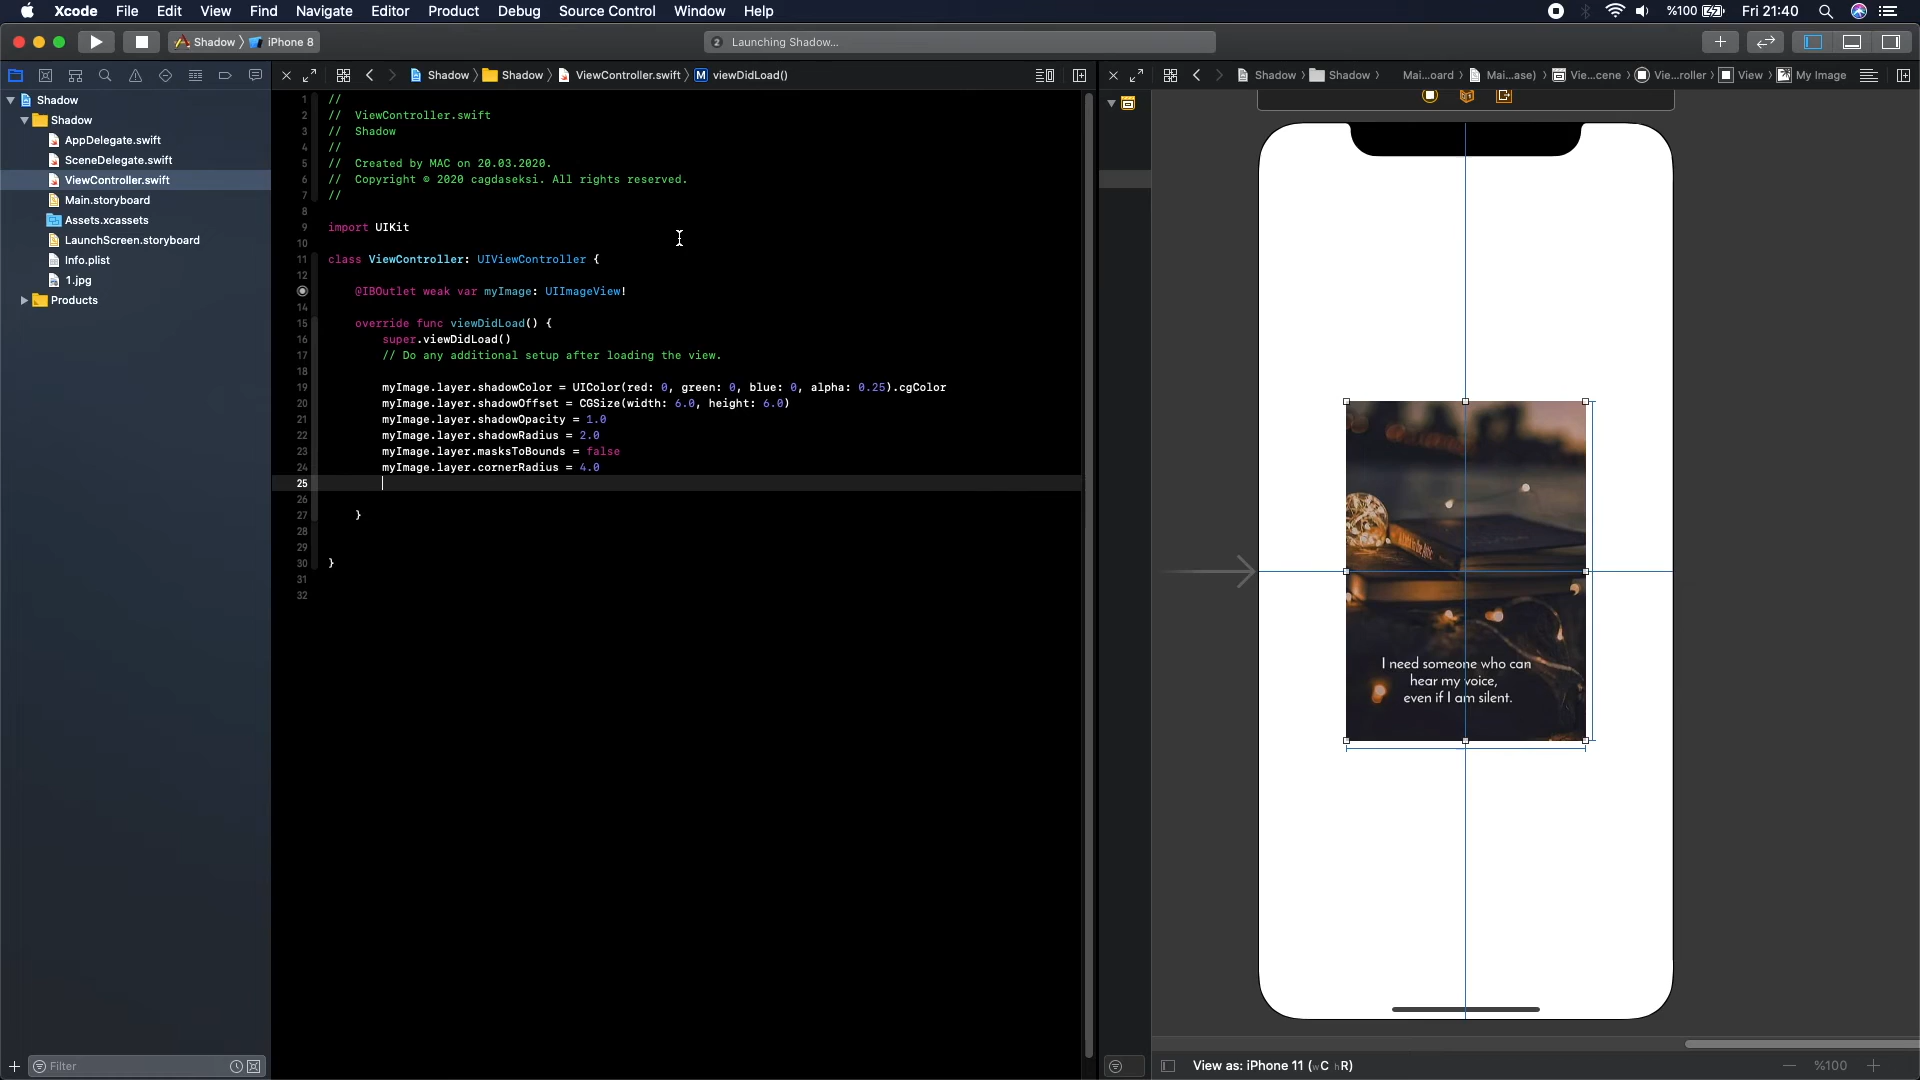 Xcode File Edit View Find Navigate Editor Product Debug Source Control Window Help %100 Fri 21:40
Shadow iPhone 8 2 Launching Shadow...
Shadow Shadow ViewController.swift M viewDidLoad()
Shadow Shadow Mai...oard Mai...ase) Vie...cene Vie...roller View My Image
Shadow
Shadow
AppDelegate.swift
SceneDelegate.swift
ViewController.swift
Main.storyboard
Assets.xcassets
LaunchScreen.storyboard
Info.plist
1.jpg
Products
1 //
2 // ViewController.swift
3 // Shadow
4 //
5 // Created by MAC on 20.03.2020.
6 // Copyright © 2020 cagdaseksi. All rights reserved.
7 //
8
9 import UIKit
10
11 class ViewController: UIViewController {
12
@IBOutlet weak var myImage: UIImageView!
14
15 override func viewDidLoad() {
16 super.viewDidLoad()
17 // Do any additional setup after loading the view.
18
19 myImage.layer.shadowColor = UIColor(red: 0, green: 0, blue: 0, alpha: 0.25).cgColor
20 myImage.layer.shadowOffset = CGSize(width: 6.0, height: 6.0)
21 myImage.layer.shadowOpacity = 1.0
22 myImage.layer.shadowRadius = 2.0
23 myImage.layer.masksToBounds = false
24 myImage.layer.cornerRadius = 4.0
25
26
27 }
28
29
30 }
31
32
I need someone who can
hear my voice,
even if I am silent.
Filter
View as: iPhone 11 (wC hR) %100